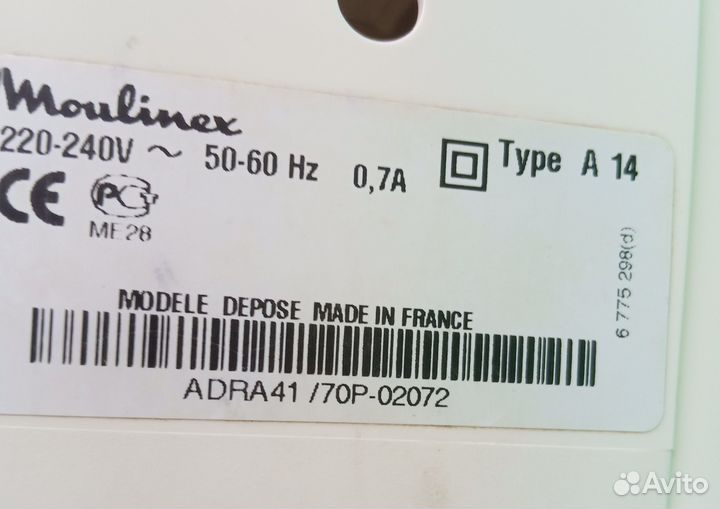 Moulinex
220-240V ~ 50-60 Hz 0,7A Type A 14
CE PCT
ME28
6 775 298(d)
MODELE DEPOSE MADE IN FRANCE
ADRA41 /70P-02072
Avito